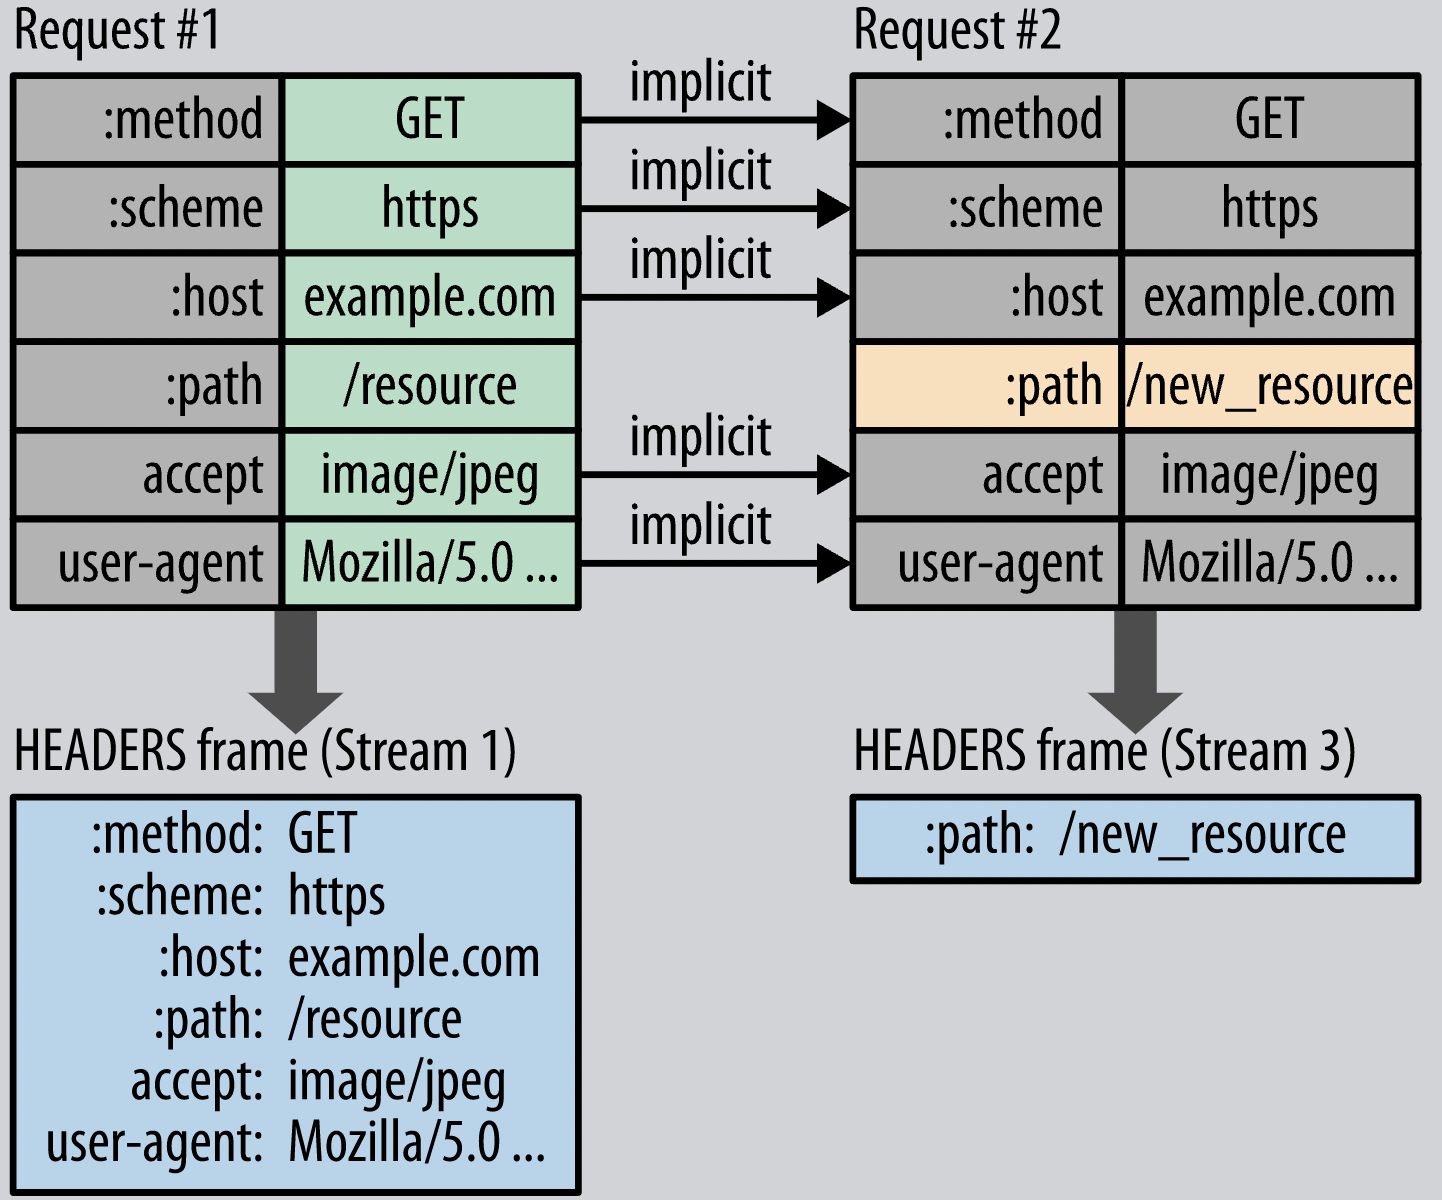 Request #1
:method GET
:scheme https
:host example.com
:path /resource
accept image/jpeg
user-agent Mozilla/5.0 ...
implicit
implicit
implicit
implicit
implicit
Request #2
:method GET
:scheme https
:host example.com
:path /new_resource
accept image/jpeg
user-agent Mozilla/5.0 ...
HEADERS frame (Stream 1)
:method: GET
:scheme: https
:host: example.com
:path: /resource
accept: image/jpeg
user-agent: Mozilla/5.0 ...
HEADERS frame (Stream 3)
:path: /new_resource